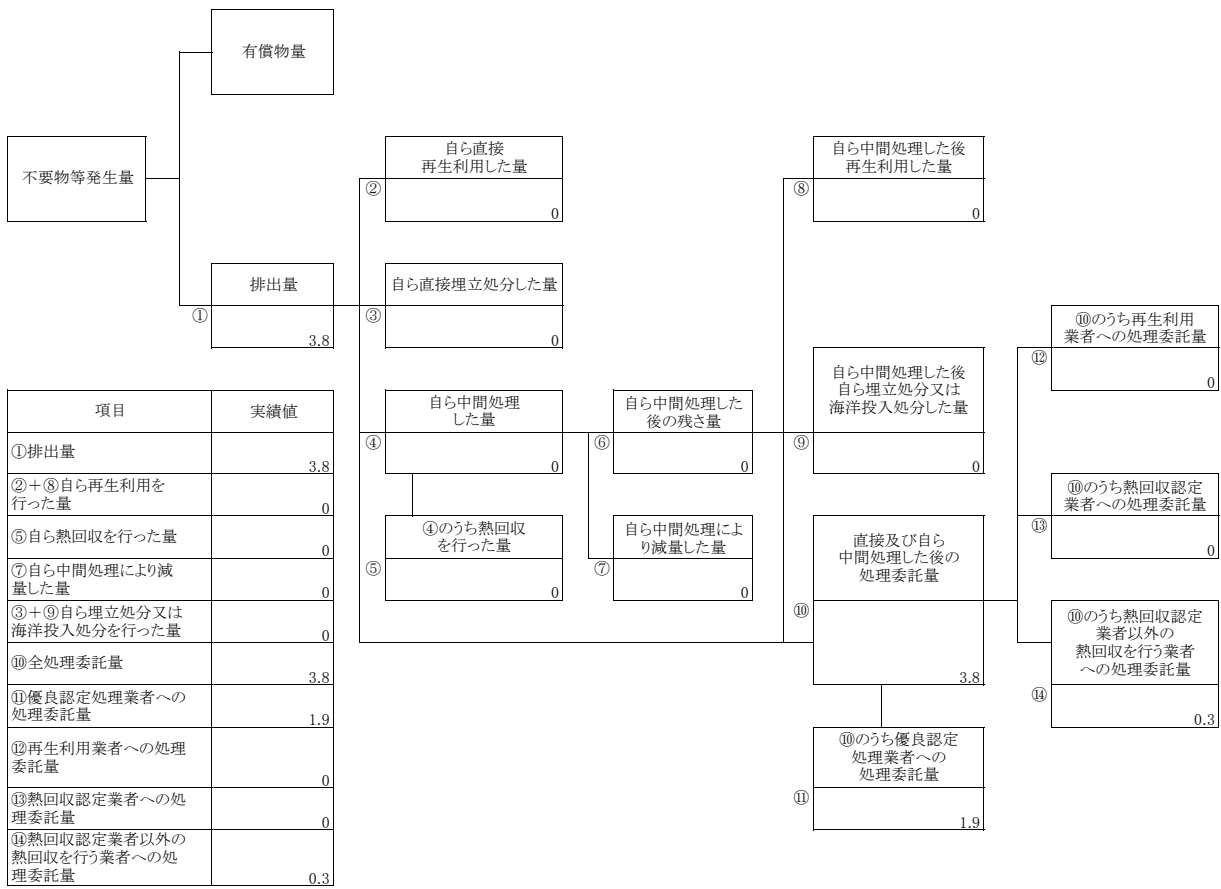 有償物量
不要物等発生量
自ら直接
再生利用した量
②
0
自ら中間処理した後
再生利用した量
⑧
0
排出量
①
3.8
自ら直接埋立処分した量
③
0
⑩のうち再生利用
業者への処理委託量
⑫
0
自ら中間処理
した量
④
0
自ら中間処理した
後の残さ量
⑥
0
自ら中間処理した後
自ら埋立処分又は
海洋投入処分した量
⑨
0
⑩のうち熱回収認定
業者への処理委託量
⑬
0
④のうち熱回収
を行った量
⑤
0
自ら中間処理によ
り減量した量
⑦
0
直接及び自ら
中間処理した後の
処理委託量
⑩
3.8
⑩のうち熱回収認定
業者以外の
熱回収を行う業者
への処理委託量
⑭
0.3
⑩のうち優良認定
処理業者への
処理委託量
⑪
1.9
項目 実績値
①排出量
3.8
②+⑧自ら再生利用を
行った量
0
⑤自ら熱回収を行った量
0
⑦自ら中間処理により減
量した量
0
③+⑨自ら埋立処分又は
海洋投入処分を行った量
0
⑩全処理委託量
3.8
⑪優良認定処理業者への
処理委託量
1.9
⑫再生利用業者への処理
委託量
0
⑬熱回収認定業者への処
理委託量
0
⑭熱回収認定業者以外の
熱回収を行う業者への処
理委託量
0.3